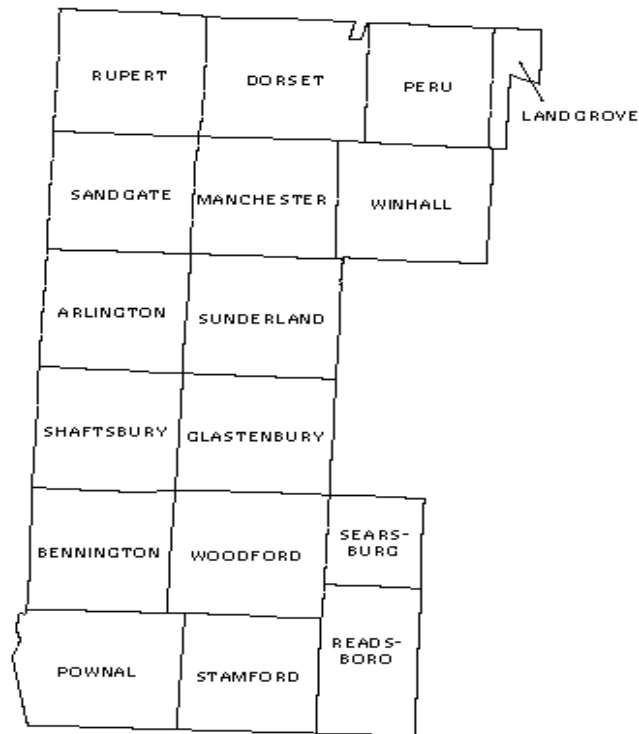 RUPERT
DORSET
PERU
LANDGROVE
SANDGATE
MANCHESTER
WINHALL
ARLINGTON
SUNDERLAND
SHAFTSBURY
GLASTENBURY
SEARS-
BURG
BENNINGTON
WOODFORD
READS-
BORO
POWNAL
STAMFORD